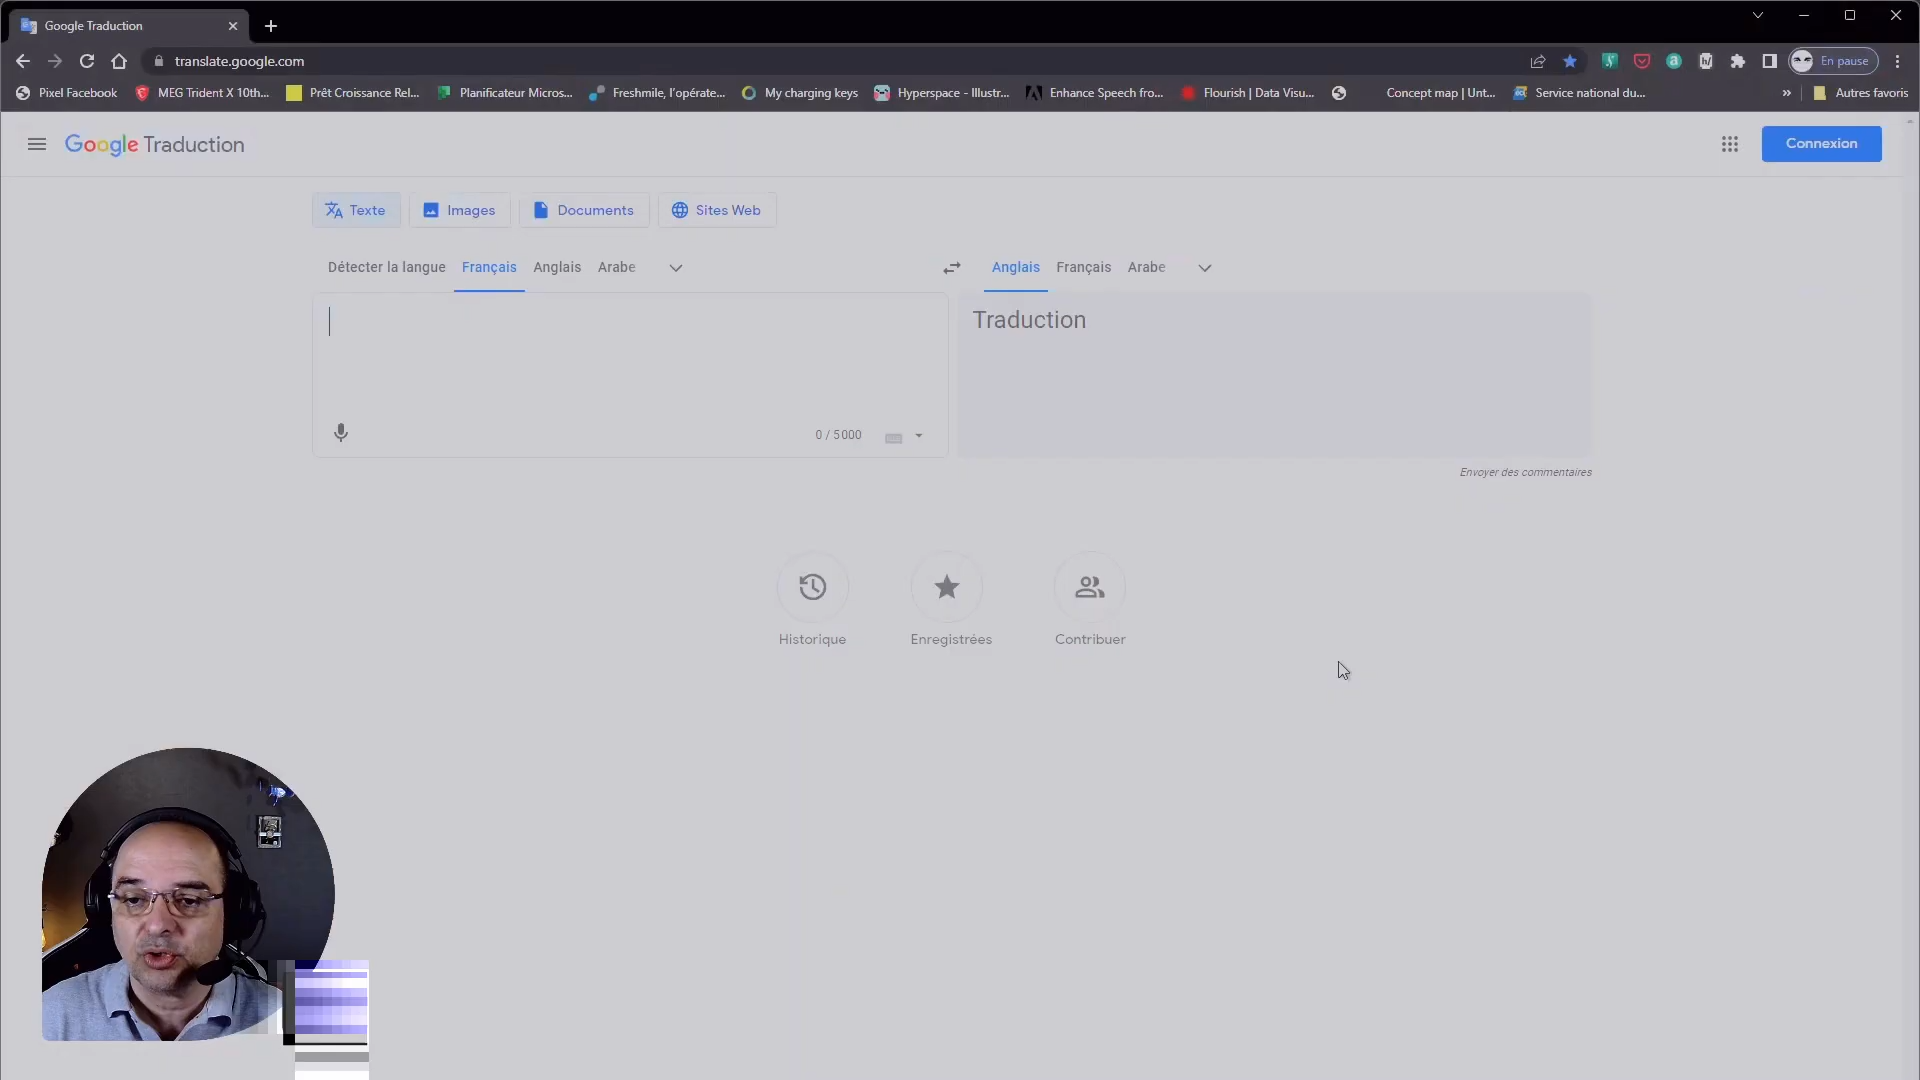 Google Traduction
translate.google.com
En pause
Pixel Facebook
MEG Trident X 10th...
Prêt Croissance Rel...
Planificateur Micros...
Freshmile, l'opérate...
My charging keys
Hyperspace - Illustr...
Enhance Speech fro...
Flourish | Data Visu...
Concept map | Unt...
Service national du...
»
Autres favoris
Google Traduction
Connexion
Texte
Images
Documents
Sites Web
Détecter la langue
Français
Anglais
Arabe
Anglais
Français
Arabe
Traduction
0 / 5000
Envoyer des commentaires
Historique
Enregistrées
Contribuer